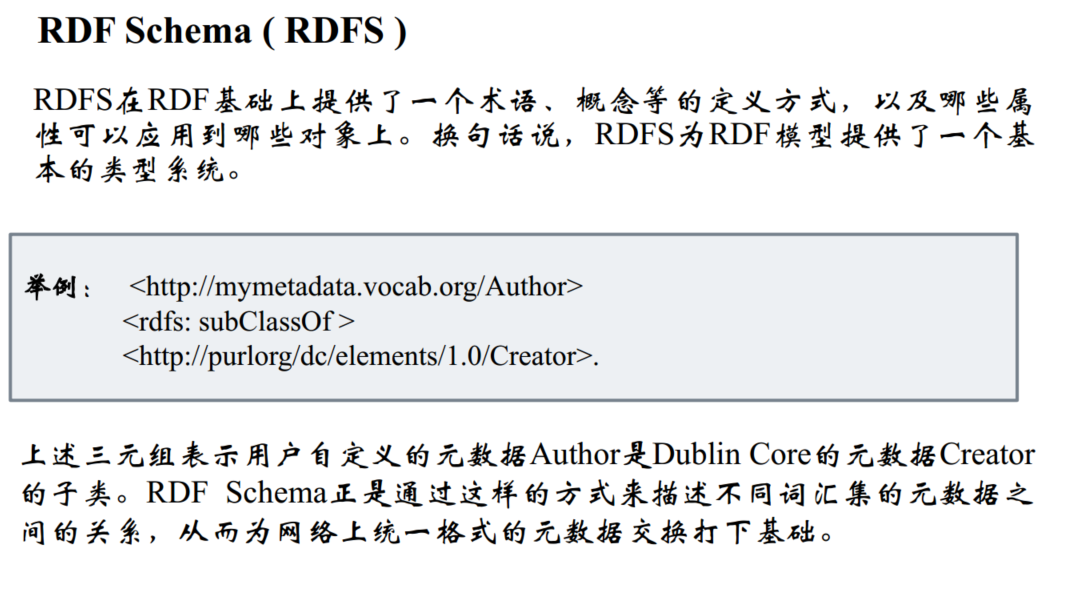 RDF Schema ( RDFS )
RDFS在RDF基础上提供了一个术语、概念等的定义方式，以及哪些属
性可以应用到哪些对象上。换句话说，RDFS为RDF模型提供了一个基
本的类型系统。
举例： <http://mymetadata.vocab.org/Author>
<rdfs: subClassOf >
<http://purlorg/dc/elements/1.0/Creator>.
上述三元组表示用户自定义的元数据Author是Dublin Core的元数据Creator
的子类。RDF Schema正是通过这样的方式来描述不同词汇集的元数据之
间的关系，从而为网络上统一格式的元数据交换打下基础。